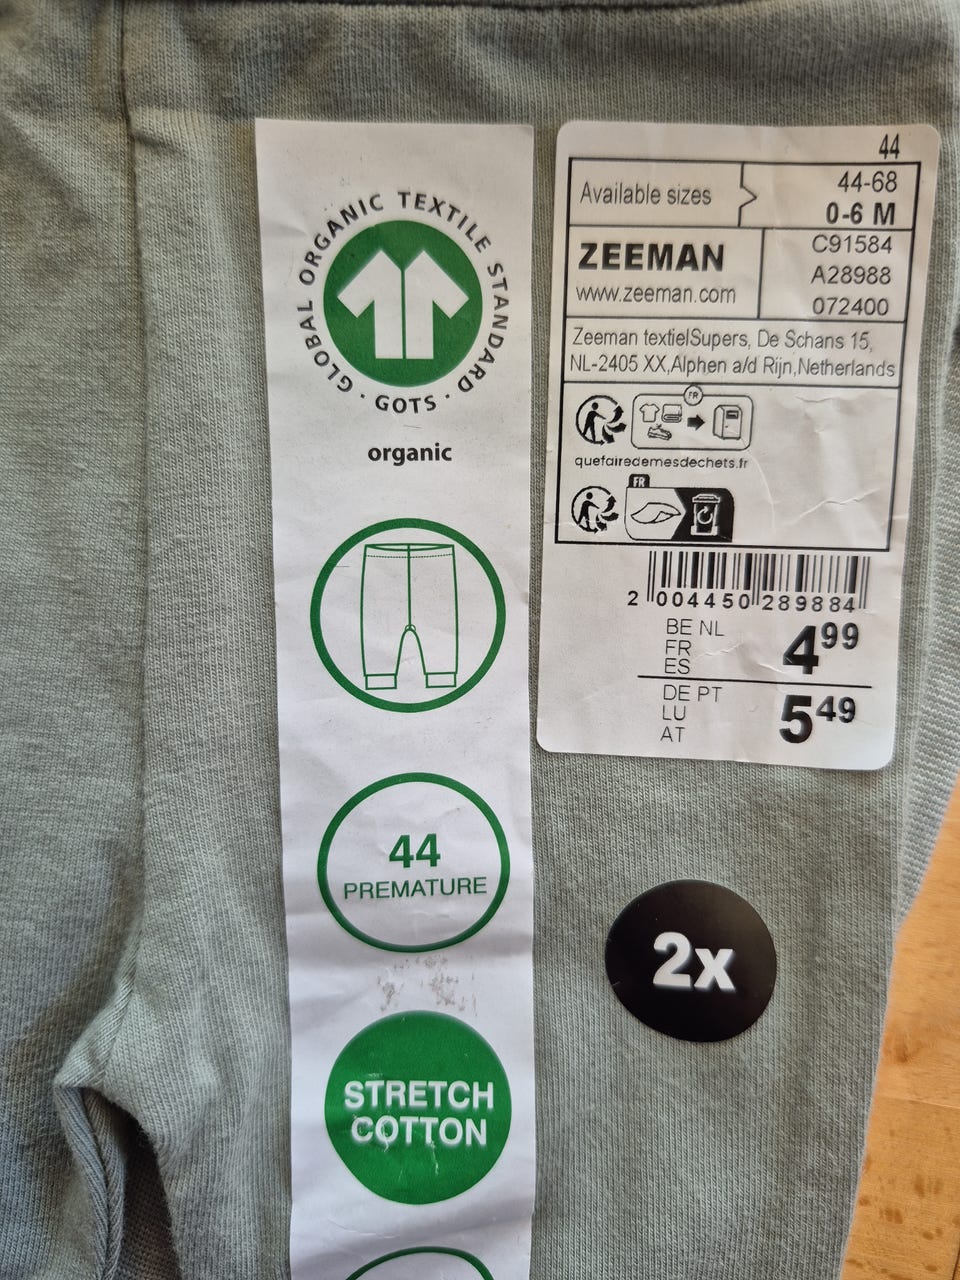 GLOBAL ORGANIC TEXTILE STANDARD · GOTS ·
organic
44
PREMATURE
STRETCH
COTTON
44
Available sizes
44-68
0-6 M
ZEEMAN
www.zeeman.com
C91584
A28988
072400
Zeeman textielSupers, De Schans 15,
NL-2405 XX,Alphen a/d Rijn,Netherlands
FR
quefairedemesdechets.fr
FR
2 004450 289884
BE NL
FR
ES
499
DE PT
LU
AT
5 49
2x